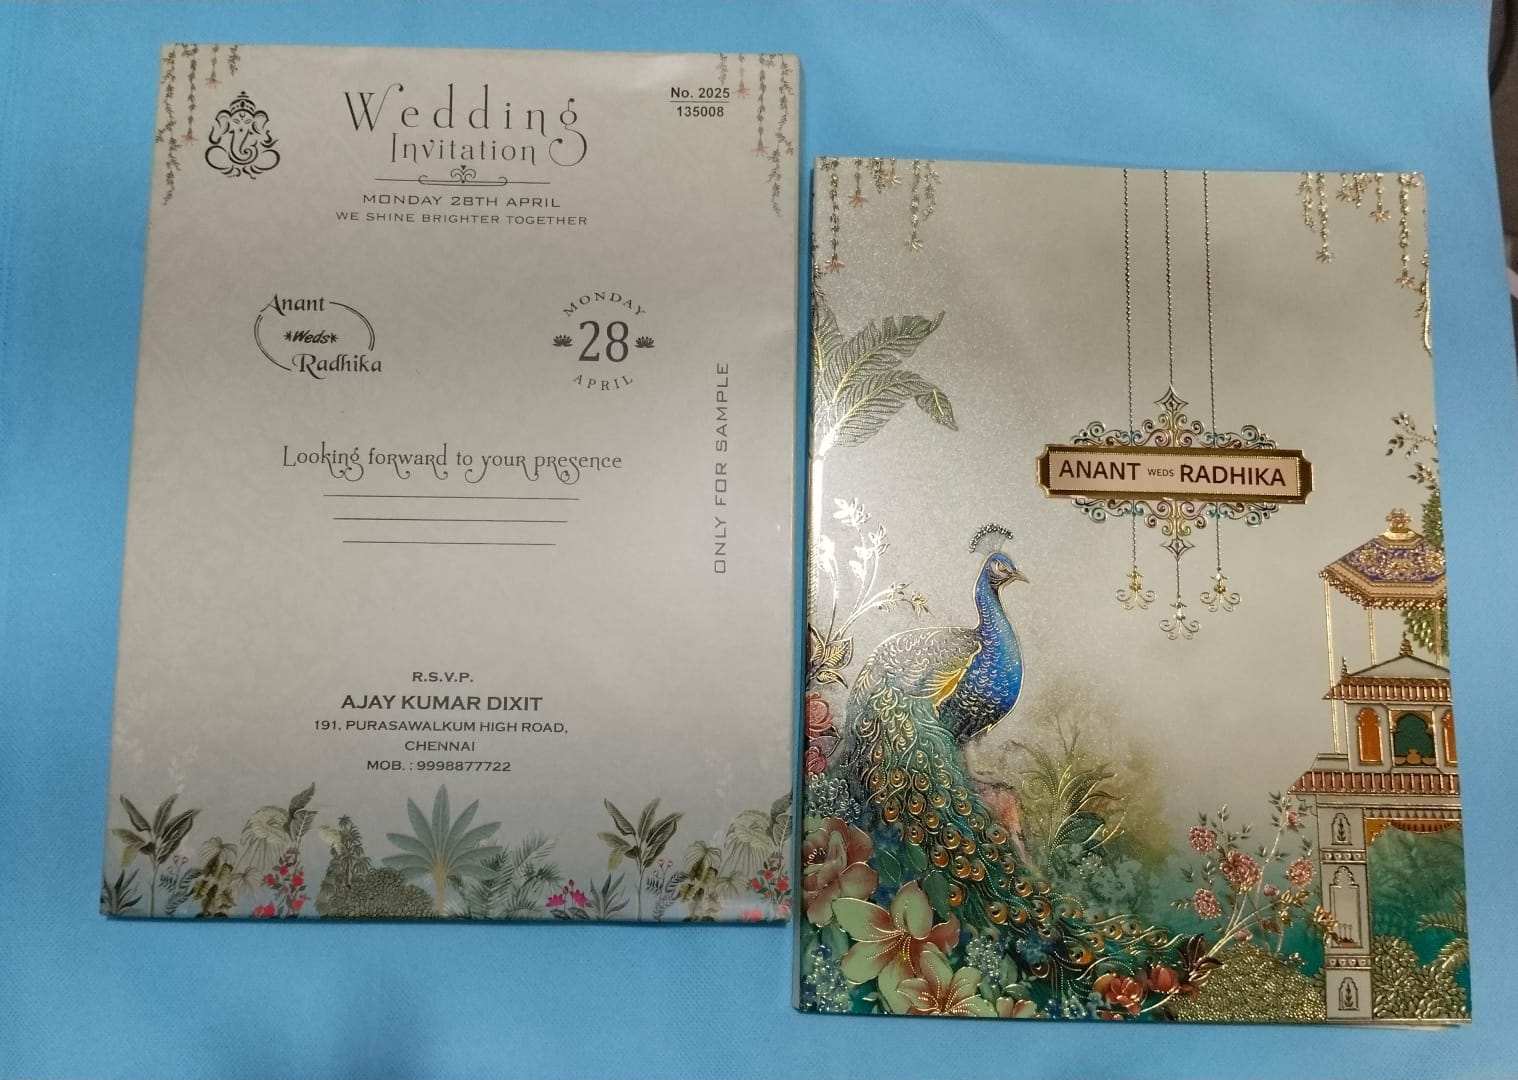 Wedding
Invitation
No. 2025
135008
MONDAY 28TH APRIL
WE SHINE BRIGHTER TOGETHER
Anant
*Weds*
Radhika
MONDAY
28
APRIL
Looking forward to your presence
ONLY FOR SAMPLE
R.S.V.P.
AJAY KUMAR DIXIT
191, PURASAWALKUM HIGH ROAD,
CHENNAI
MOB. : 9998877722
ANANT WEDS RADHIKA